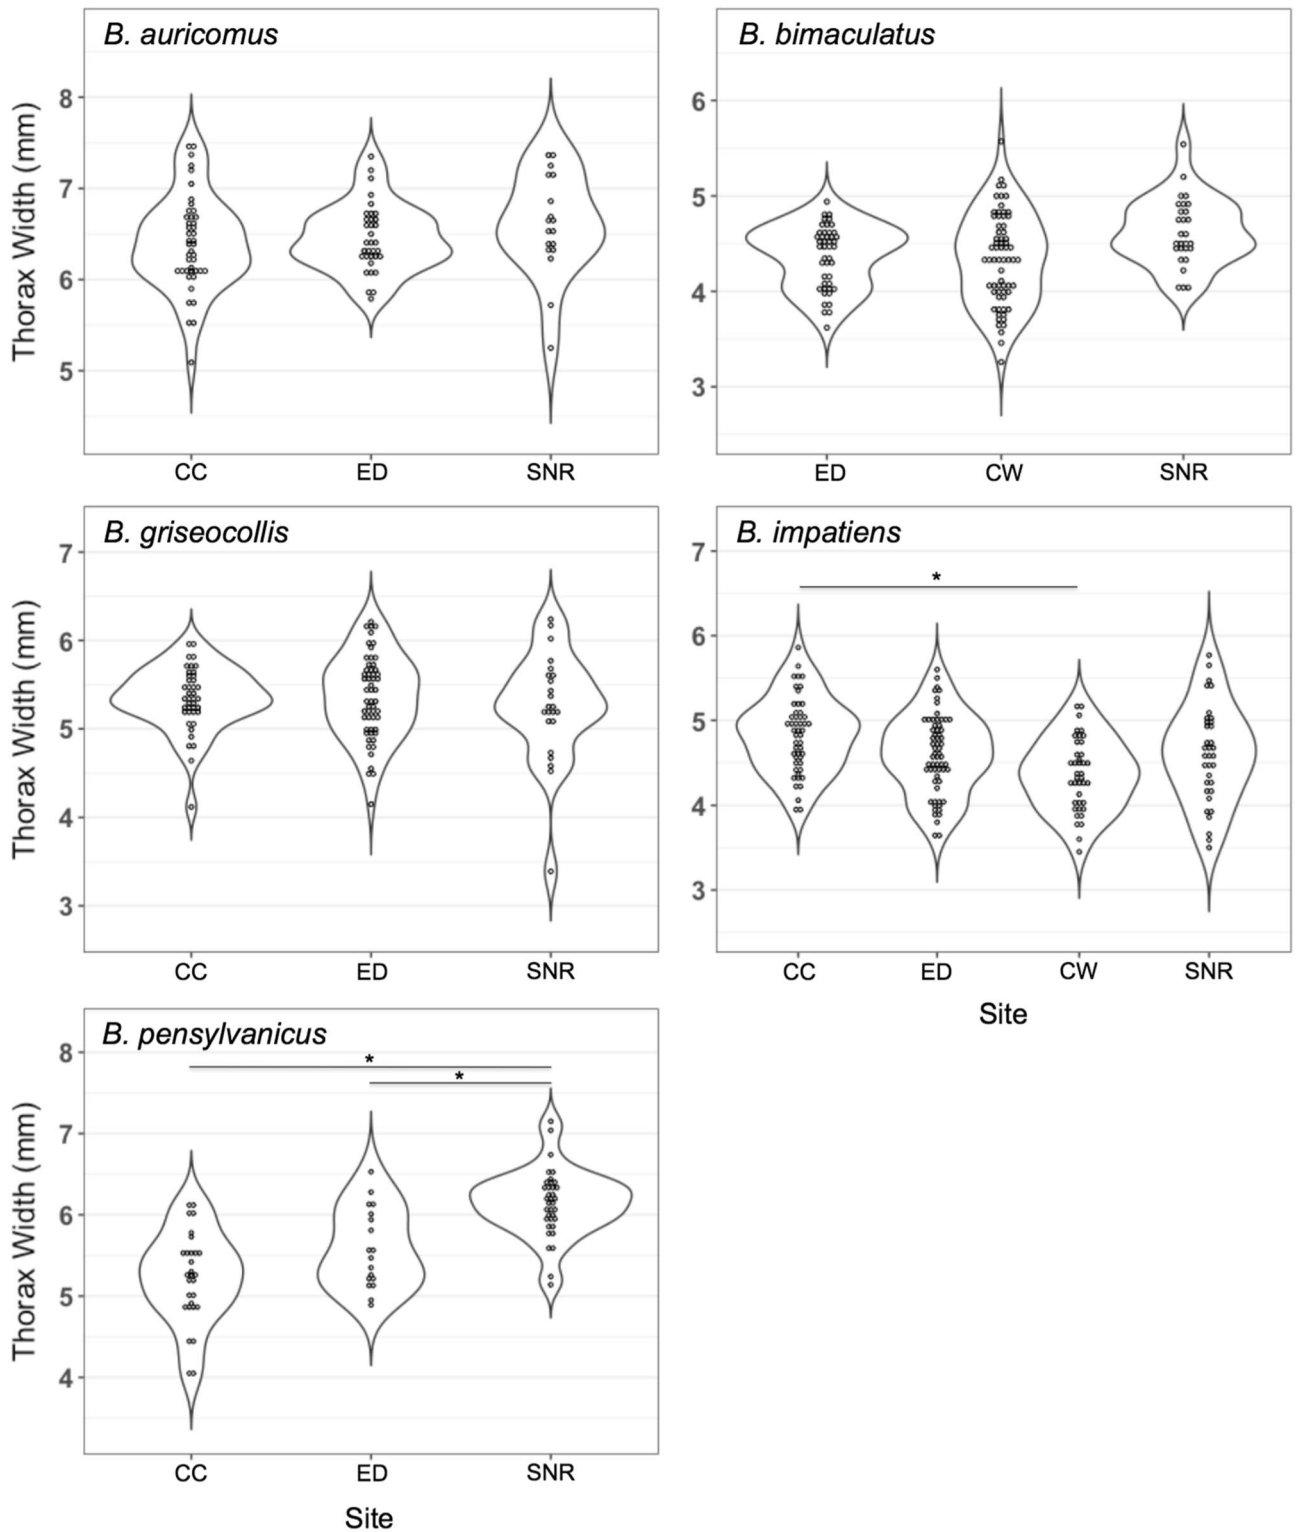 B. auricomus
Thorax Width (mm)
8
7
6
5
CC ED SNR
B. bimaculatus
6
5
4
3
ED CW SNR
B. griseocollis
Thorax Width (mm)
7
6
5
4
3
CC ED SNR
B. impatiens
*
7
6
5
4
3
CC ED CW SNR
Site
B. pensylvanicus
*
*
Thorax Width (mm)
8
7
6
5
4
CC ED SNR
Site